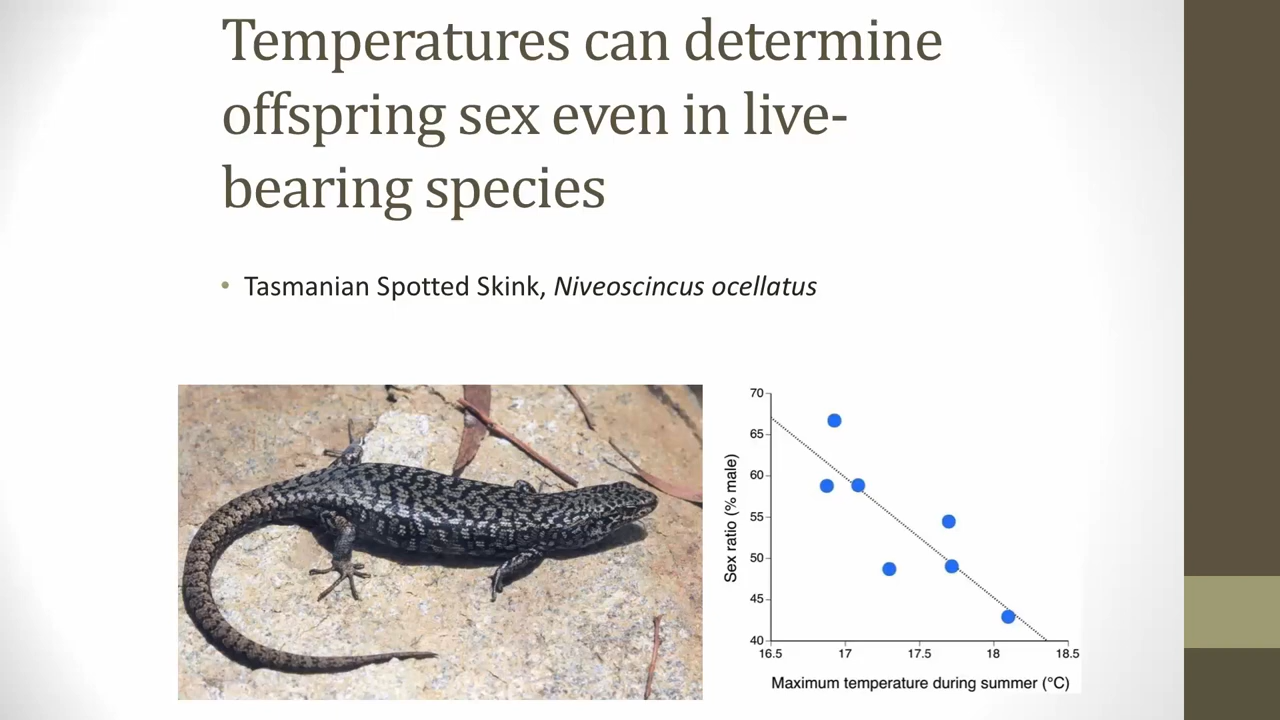 Temperatures can determine
offspring sex even in live-
bearing species
• Tasmanian Spotted Skink, Niveoscincus ocellatus
70
65
60
55
50
45
40
Sex ratio (% male)
16.5 17 17.5 18 18.5
Maximum temperature during summer (°C)